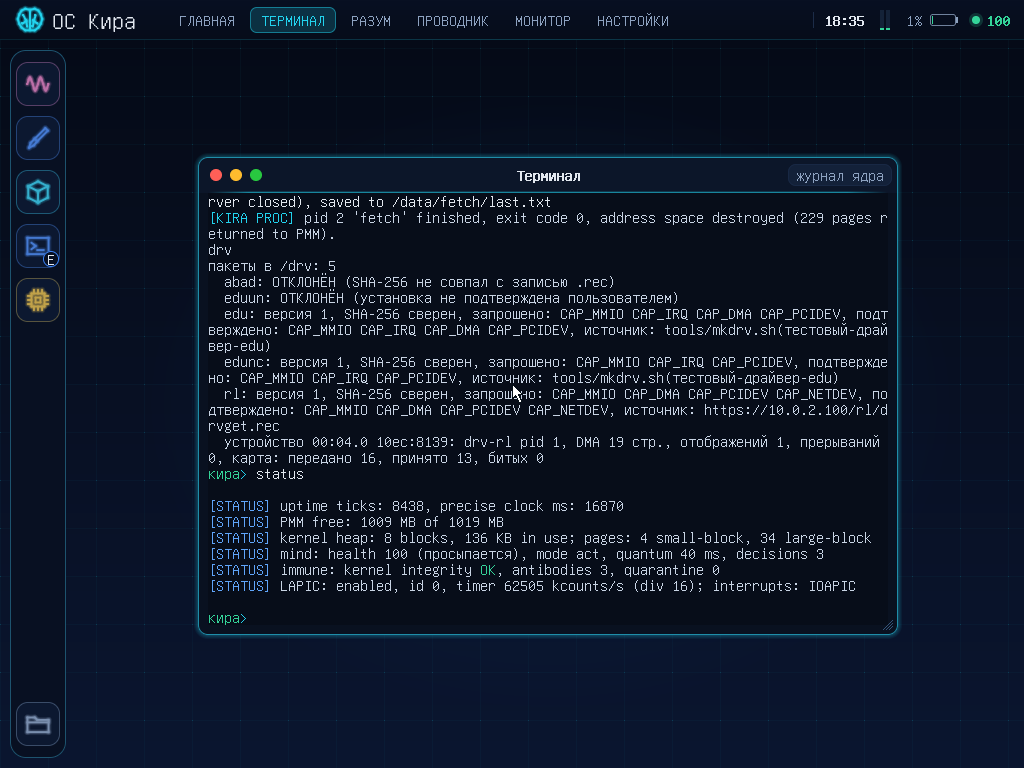 ОС Кира
ГЛАВНАЯ ТЕРМИНАЛ РАЗУМ ПРОВОДНИК МОНИТОР НАСТРОЙКИ
18:35 1% 100
E
Терминал
журнал ядра
rver closed), saved to /data/fetch/last.txt
[KIRA PROC] pid 2 'fetch' finished, exit code 0, address space destroyed (229 pages r
eturned to PMM).
drv
пакеты в /drv: 5
abad: ОТКЛОНЁН (SHA-256 не совпал с записью .rec)
eduun: ОТКЛОНЁН (установка не подтверждена пользователем)
edu: версия 1, SHA-256 сверен, запрошено: CAP_MMIO CAP_IRQ CAP_DMA CAP_PCIDEV, подт
верждено: CAP_MMIO CAP_IRQ CAP_DMA CAP_PCIDEV, источник: tools/mkdrv.sh(тестовый-драй
вер-edu)
edunc: версия 1, SHA-256 сверен, запрошено: CAP_MMIO CAP_IRQ CAP_PCIDEV, подтвержде
но: CAP_MMIO CAP_IRQ CAP_PCIDEV, источник: tools/mkdrv.sh(тестовый-драйвер-edu)
rl: версия 1, SHA-256 сверен, запрошено: CAP_MMIO CAP_DMA CAP_PCIDEV CAP_NETDEV, по
дтверждено: CAP_MMIO CAP_DMA CAP_PCIDEV CAP_NETDEV, источник: https://10.0.2.100/rl/d
rvget.rec
устройство 00:04.0 10ec:8139: drv-rl pid 1, DMA 19 стр., отображений 1, прерываний
0, карта: передано 16, принято 13, битых 0
кира> status
[STATUS] uptime ticks: 8438, precise clock ms: 16870
[STATUS] PMM free: 1009 MB of 1019 MB
[STATUS] kernel heap: 8 blocks, 136 KB in use; pages: 4 small-block, 34 large-block
[STATUS] mind: health 100 (просыпается), mode act, quantum 40 ms, decisions 3
[STATUS] immune: kernel integrity OK, antibodies 3, quarantine 0
[STATUS] LAPIC: enabled, id 0, timer 62505 kcounts/s (div 16); interrupts: IOAPIC
кира>